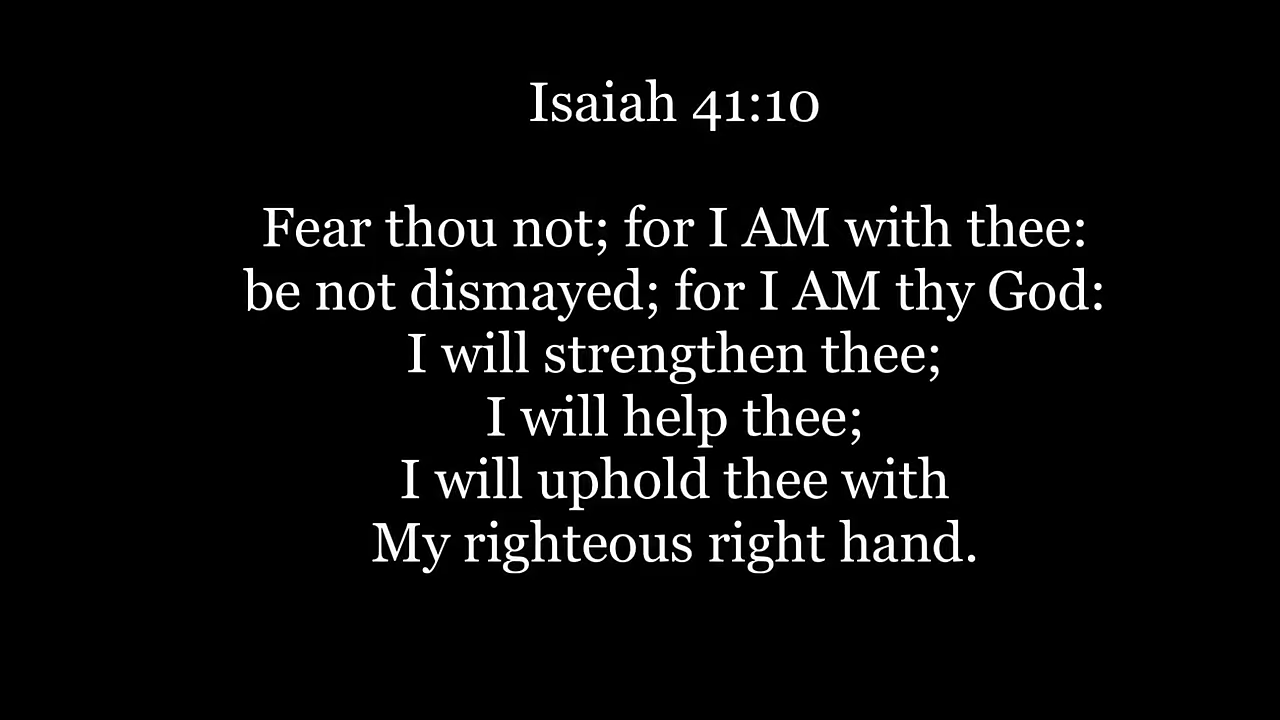 Isaiah 41:10
Fear thou not; for I AM with thee:
be not dismayed; for I AM thy God:
I will strengthen thee;
I will help thee;
I will uphold thee with
My righteous right hand.